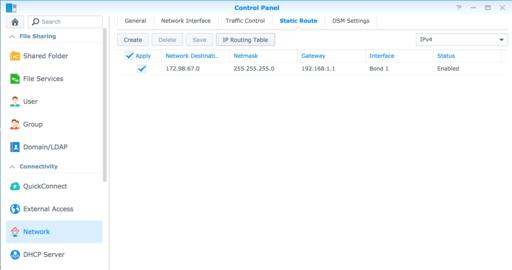 Control Panel
Search
General Network Interface Traffic Control Static Route DSM Settings
File Sharing
Shared Folder
File Services
User
Group
Domain/LDAP
Connectivity
QuickConnect
External Access
Network
DHCP Server
Create Delete Save IP Routing Table IPv4
Apply Network Destinati... Netmask Gateway Interface Status
172.98.67.0 255.255.255.0 192.168.1.1 Bond 1 Enabled